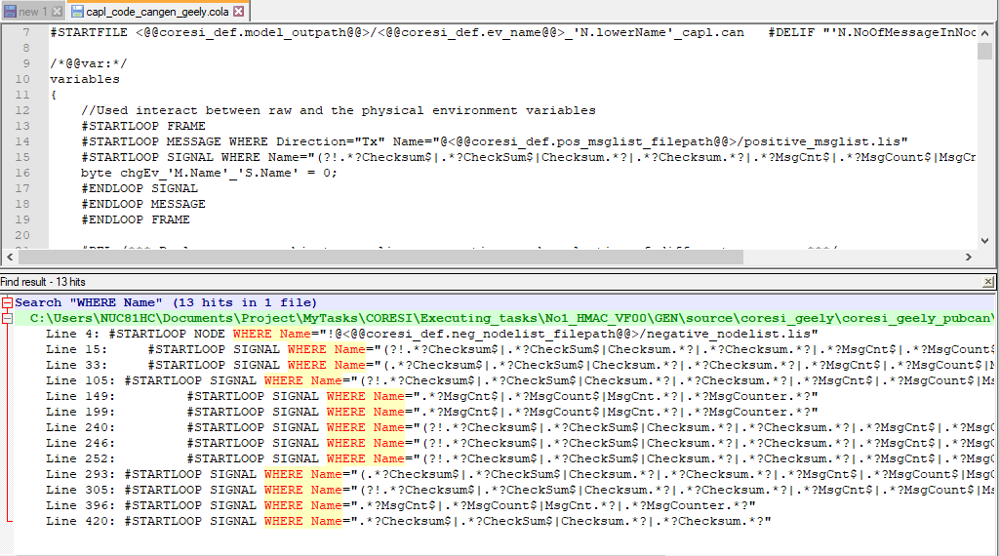 new 1
capl_code_cangen_geely.cola
7 #STARTFILE <@@coresi_def.model_outpath@@>/<@@coresi_def.ev_name@@>_'N.lowerName'_capl.can #DELIF "'N.NoOfMessageInNoc
8
9 /*@@var:*/
10 variables
11 {
12 //Used interact between raw and the physical environment variables
13 #STARTLOOP FRAME
14 #STARTLOOP MESSAGE WHERE Direction="Tx" Name="@<@@coresi_def.pos_msglist_filepath@@>/positive_msglist.lis"
15 #STARTLOOP SIGNAL WHERE Name="(?!.*?Checksum$|.*?CheckSum$|Checksum.*?|.*?Checksum.*?|.*?MsgCnt$|.*?MsgCount$|MsgCn
16 byte chgEv_'M.Name'_'S.Name' = 0;
17 #ENDLOOP SIGNAL
18 #ENDLOOP MESSAGE
19 #ENDLOOP FRAME
20
Find result - 13 hits
Search "WHERE Name" (13 hits in 1 file)
C:\Users\NUC81HC\Documents\Project\MyTasks\CORESI\Executing_tasks\No1_HMAC_VF00\GEN\source\coresi_geely\coresi_geely_pubcan\
Line 4: #STARTLOOP NODE WHERE Name="!@<@@coresi_def.neg_nodelist_filepath@@>/negative_nodelist.lis"
Line 15: #STARTLOOP SIGNAL WHERE Name="(?!.*?Checksum$|.*?CheckSum$|Checksum.*?|.*?Checksum.*?|.*?MsgCnt$|.*?MsgCount$
Line 33: #STARTLOOP SIGNAL WHERE Name="(.*?Checksum$|.*?CheckSum$|Checksum.*?|.*?Checksum.*?|.*?MsgCnt$|.*?MsgCount$|M
Line 105: #STARTLOOP SIGNAL WHERE Name="(?!.*?Checksum$|.*?CheckSum$|Checksum.*?|.*?Checksum.*?|.*?MsgCnt$|.*?MsgCount$|Ms
Line 149: #STARTLOOP SIGNAL WHERE Name=".*?MsgCnt$|.*?MsgCount$|MsgCnt.*?|.*?MsgCounter.*?"
Line 199: #STARTLOOP SIGNAL WHERE Name=".*?MsgCnt$|.*?MsgCount$|MsgCnt.*?|.*?MsgCounter.*?"
Line 240: #STARTLOOP SIGNAL WHERE Name="(?!.*?Checksum$|.*?CheckSum$|Checksum.*?|.*?Checksum.*?|.*?MsgCnt$|.*?MsgC
Line 246: #STARTLOOP SIGNAL WHERE Name="(?!.*?Checksum$|.*?CheckSum$|Checksum.*?|.*?Checksum.*?|.*?MsgCnt$|.*?MsgC
Line 252: #STARTLOOP SIGNAL WHERE Name="(?!.*?Checksum$|.*?CheckSum$|Checksum.*?|.*?Checksum.*?|.*?MsgCnt$|.*?MsgC
Line 293: #STARTLOOP SIGNAL WHERE Name="(.*?Checksum$|.*?CheckSum$|Checksum.*?|.*?Checksum.*?|.*?MsgCnt$|.*?MsgCount$|Msg
Line 305: #STARTLOOP SIGNAL WHERE Name="(?!.*?Checksum$|.*?CheckSum$|Checksum.*?|.*?Checksum.*?|.*?MsgCnt$|.*?MsgCount$|Ms
Line 396: #STARTLOOP SIGNAL WHERE Name=".*?MsgCnt$|.*?MsgCount$|MsgCnt.*?|.*?MsgCounter.*?"
Line 420: #STARTLOOP SIGNAL WHERE Name=".*?Checksum$|.*?CheckSum$|Checksum.*?|.*?Checksum.*?"